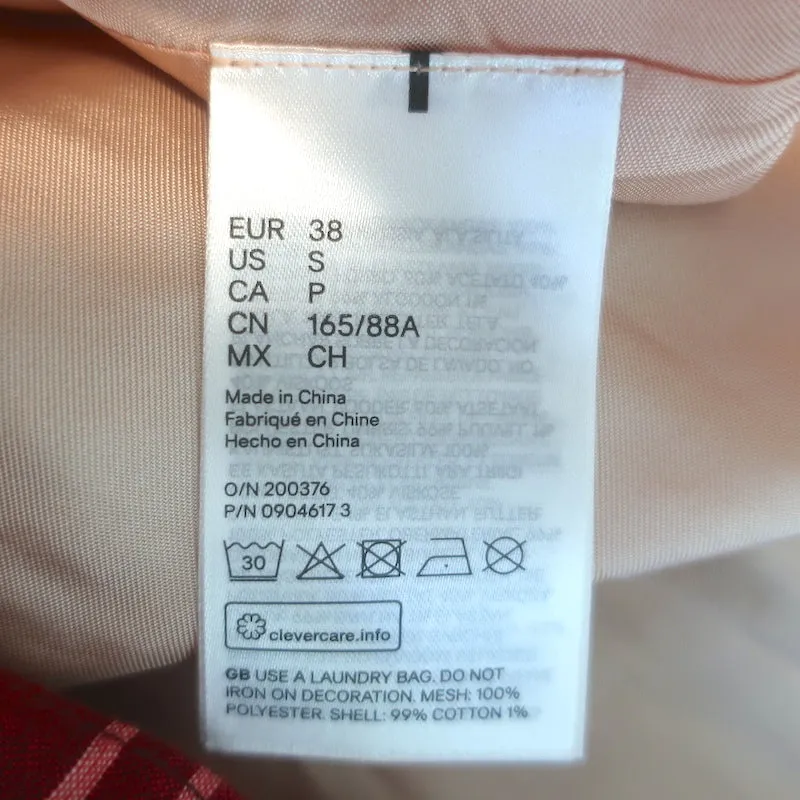 EUR 38
US S
CA P
CN 165/88A
MX CH
Made in China
Fabriqué en Chine
Hecho en China
O/N 200376
P/N 0904617 3
30
clevercare.info
GB USE A LAUNDRY BAG. DO NOT
IRON ON DECORATION. MESH: 100%
POLYESTER. SHELL: 99% COTTON 1%